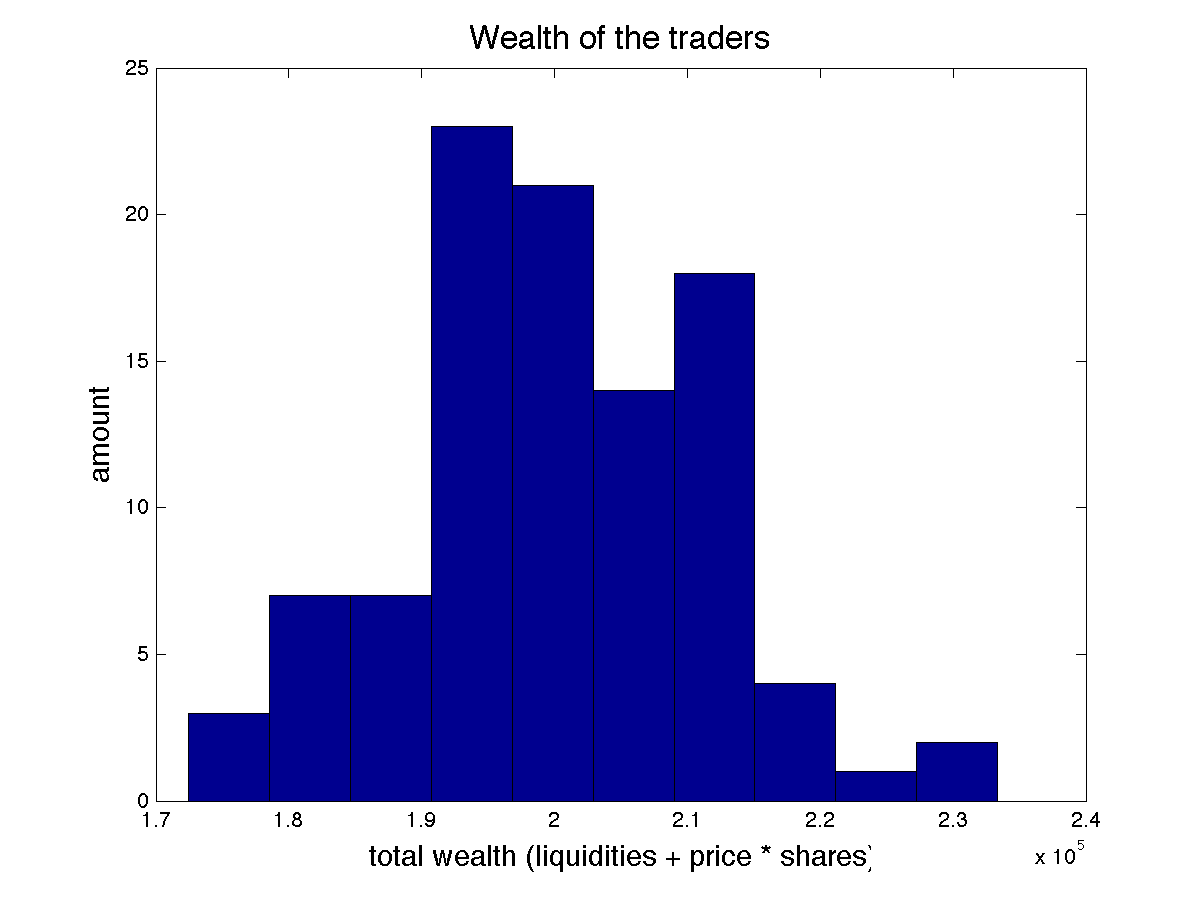 Wealth of the traders
25
20
15
10
5
0
amount
1.7 1.8 1.9 2 2.1 2.2 2.3 2.4
total wealth (liquidities + price * shares)
x 10^5